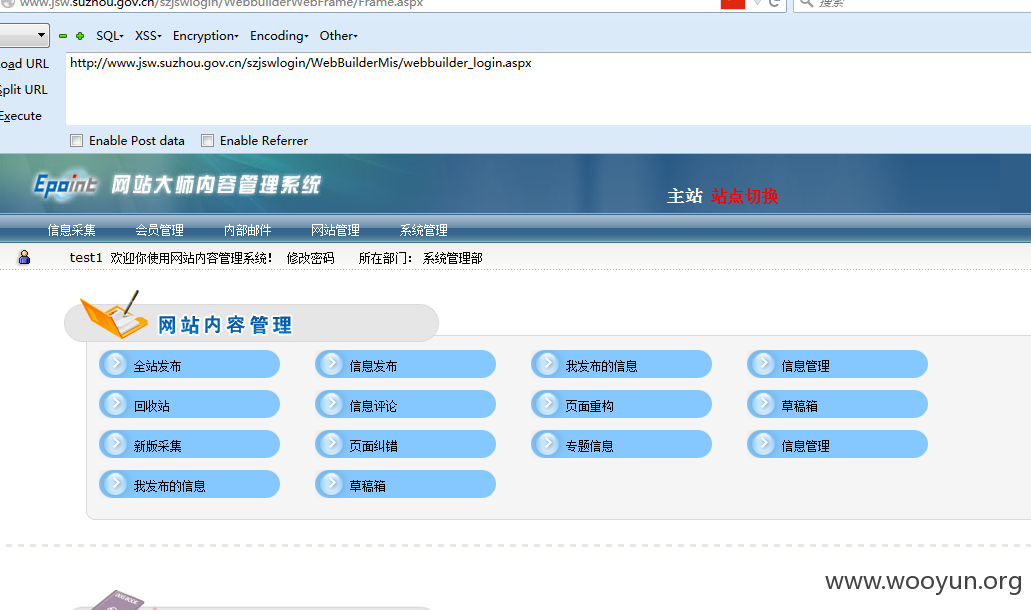 www.jsw.suzhou.gov.cn/szjswlogin/WebbuilderWebFrame/Frame.aspx
搜索
SQL XSS Encryption Encoding Other
oad URL
http://www.jsw.suzhou.gov.cn/szjswlogin/WebBuilderMis/webbuilder_login.aspx
Split URL
Execute
Enable Post data Enable Referrer
Epoint 网站大师内容管理系统
主站 站点切换
信息采集 会员管理 内部邮件 网站管理 系统管理
test1 欢迎你使用网站内容管理系统! 修改密码 所在部门： 系统管理部
网站内容管理
全站发布 信息发布 我发布的信息 信息管理
回收站 信息评论 页面重构 草稿箱
新版采集 页面纠错 专题信息 信息管理
我发布的信息 草稿箱
www.wooyun.org